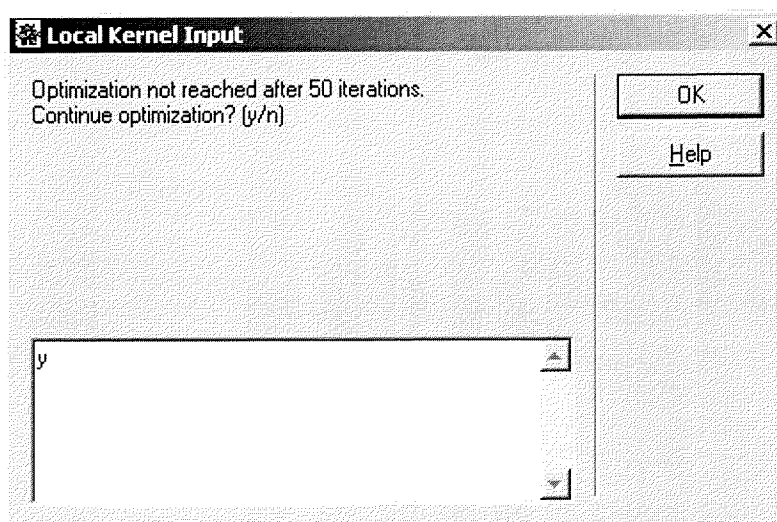 Local Kernel Input
Optimization not reached after 50 iterations.
Continue optimization? (y/n)
OK
Help
y